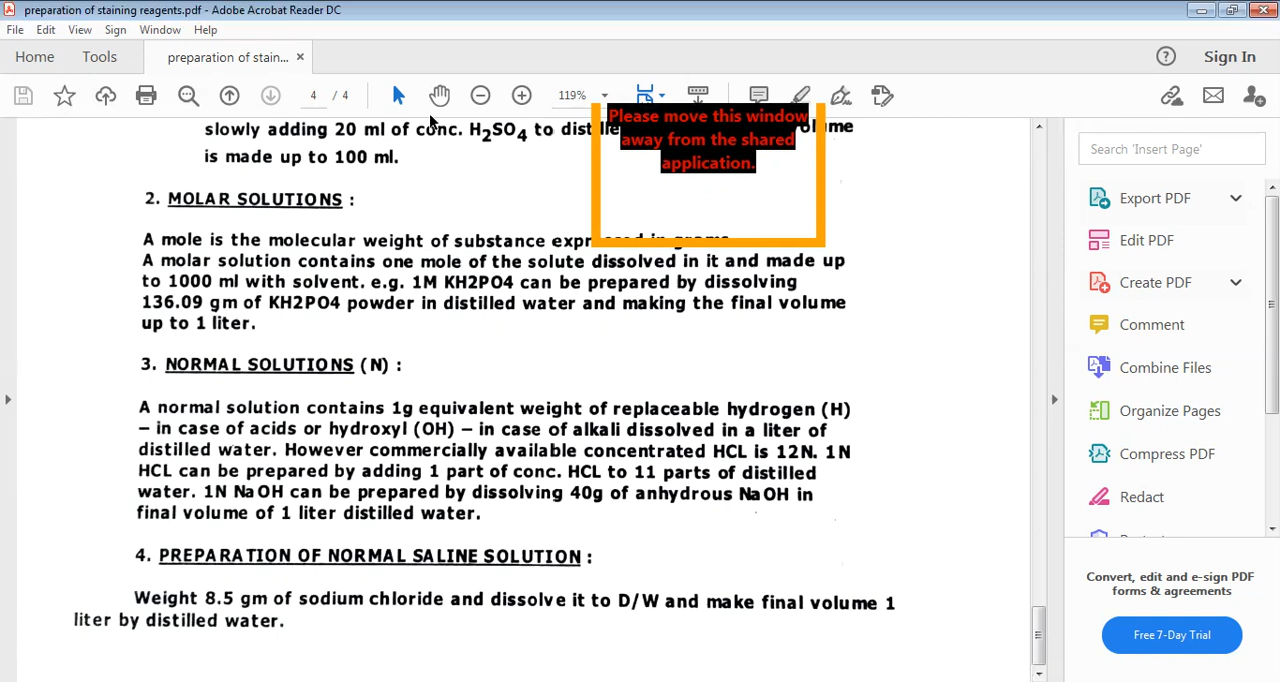 preparation of staining reagents.pdf - Adobe Acrobat Reader DC
File Edit View Sign Window Help
Home Tools preparation of stain... × Sign In
4 / 4 119%
slowly adding 20 ml of conc. H2SO4 to volume
is made up to 100 ml.
Please move this window
away from the shared
application.
2. MOLAR SOLUTIONS :
A mole is the molecular weight of substance expressed in grams.
A molar solution contains one mole of the solute dissolved in it and made up
to 1000 ml with solvent. e.g. 1M KH2PO4 can be prepared by dissolving
136.09 gm of KH2PO4 powder in distilled water and making the final volume
up to 1 liter.
3. NORMAL SOLUTIONS (N) :
A normal solution contains 1g equivalent weight of replaceable hydrogen (H)
– in case of acids or hydroxyl (OH) – in case of alkali dissolved in a liter of
distilled water. However commercially available concentrated HCL is 12N. 1N
HCL can be prepared by adding 1 part of conc. HCL to 11 parts of distilled
water. 1N NaOH can be prepared by dissolving 40g of anhydrous NaOH in
final volume of 1 liter distilled water.
4. PREPARATION OF NORMAL SALINE SOLUTION :
Weight 8.5 gm of sodium chloride and dissolve it to D/W and make final volume 1
liter by distilled water.
Search 'Insert Page'
Export PDF
Edit PDF
Create PDF
Comment
Combine Files
Organize Pages
Compress PDF
Redact
Convert, edit and e-sign PDF
forms & agreements
Free 7-Day Trial